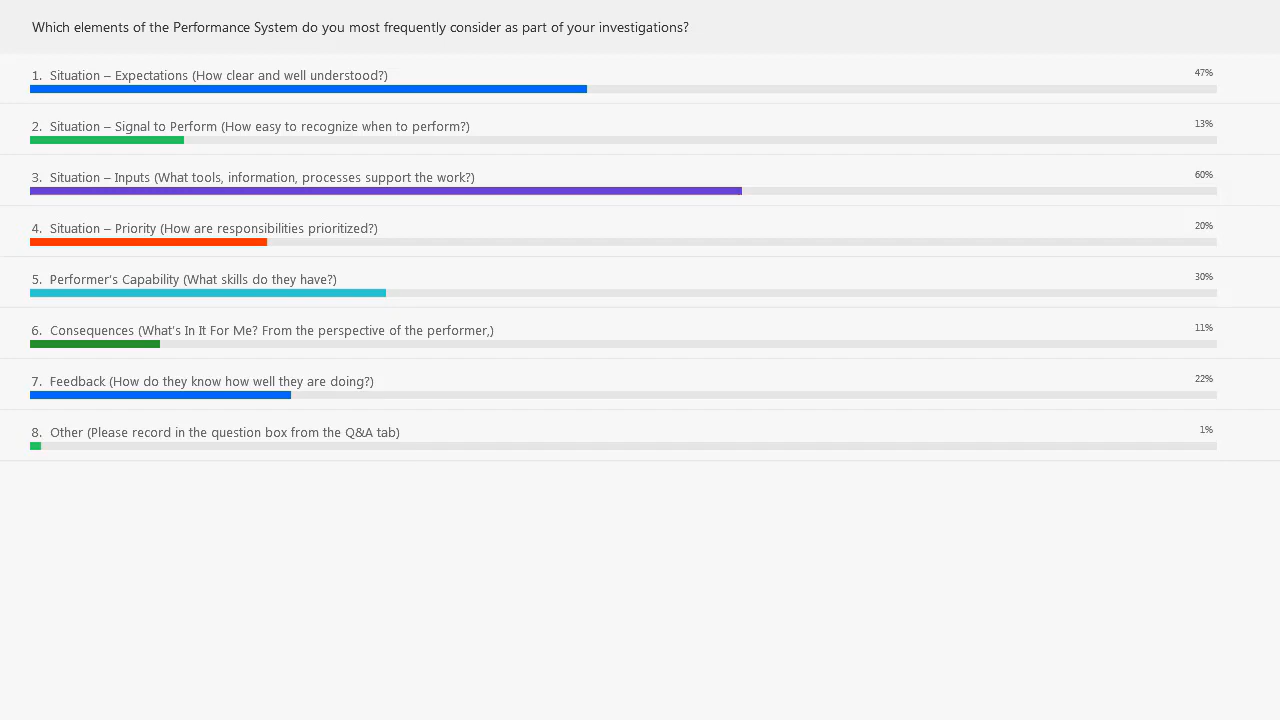 Which elements of the Performance System do you most frequently consider as part of your investigations?
1. Situation – Expectations (How clear and well understood?)
47%
2. Situation – Signal to Perform (How easy to recognize when to perform?)
13%
3. Situation – Inputs (What tools, information, processes support the work?)
60%
4. Situation – Priority (How are responsibilities prioritized?)
20%
5. Performer's Capability (What skills do they have?)
30%
6. Consequences (What's In It For Me? From the perspective of the performer,)
11%
7. Feedback (How do they know how well they are doing?)
22%
8. Other (Please record in the question box from the Q&A tab)
1%